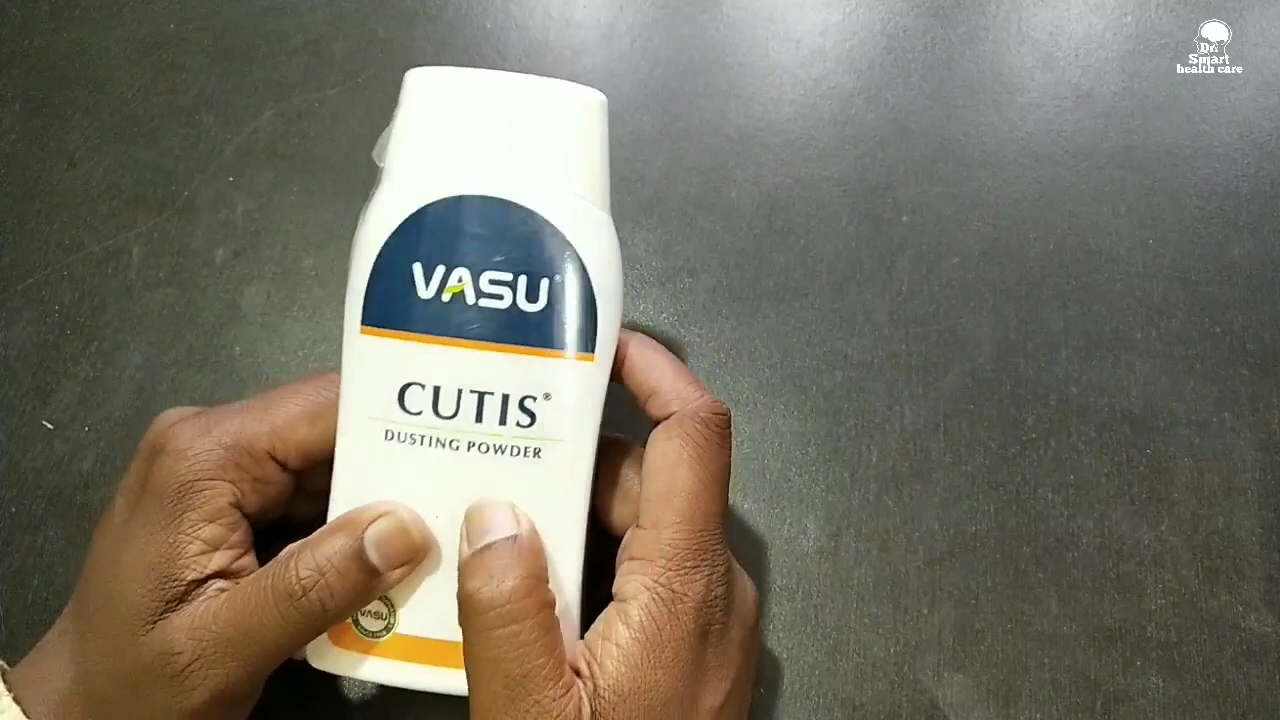 Dr.
Smart
health care
VASU
CUTIS®
DUSTING POWDER
VASU